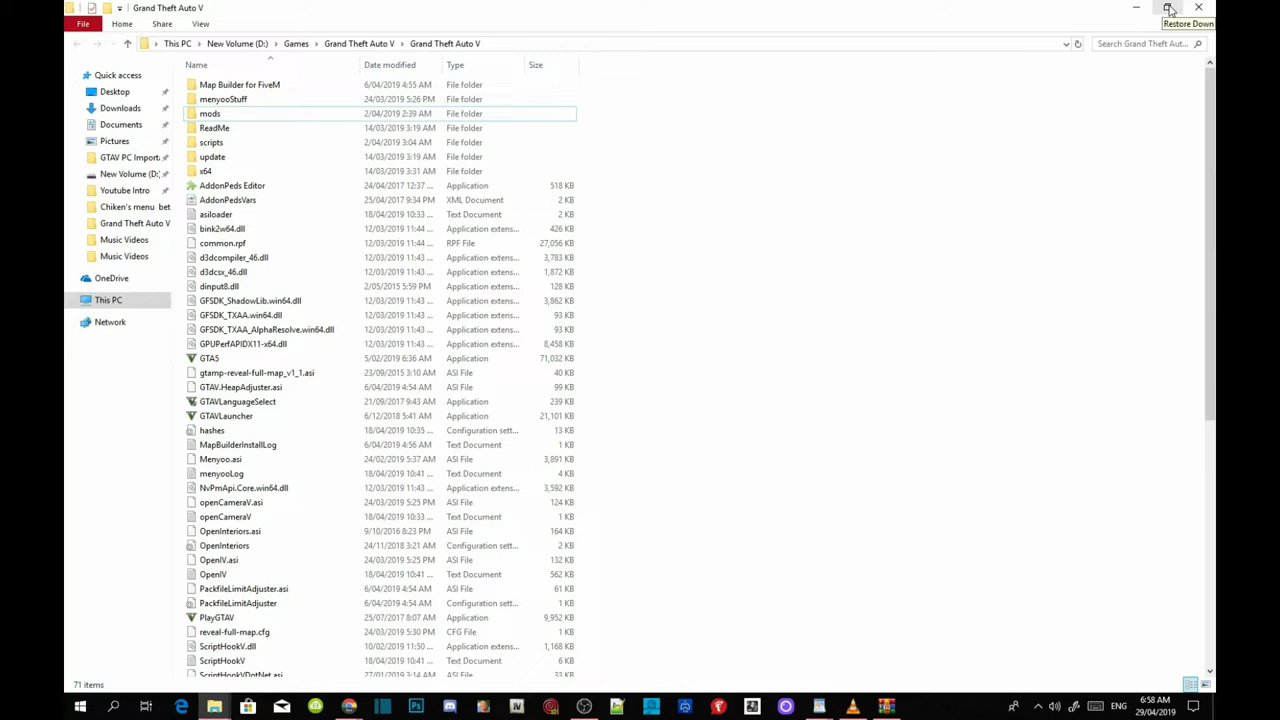 Grand Theft Auto V
File Home Share View
Restore Down
This PC New Volume (D:) Games Grand Theft Auto V Grand Theft Auto V
Search Grand Theft Aut...
Name Date modified Type Size
Quick access
Desktop
Downloads
Documents
Pictures
GTAV PC Import
New Volume (D:)
Youtube Intro
Chiken's menu bet
Grand Theft Auto V
Music Videos
Music Videos
OneDrive
This PC
Network
Map Builder for FiveM 6/04/2019 4:55 AM File folder
menyooStuff 24/03/2019 5:26 PM File folder
mods 2/04/2019 2:39 AM File folder
ReadMe 14/03/2019 3:19 AM File folder
scripts 2/04/2019 3:04 AM File folder
update 14/03/2019 3:19 AM File folder
x64 14/03/2019 3:31 AM File folder
AddonPeds Editor 24/04/2017 12:37 ... Application 518 KB
AddonPedsVars 25/04/2017 9:34 PM XML Document 2 KB
asiloader 18/04/2019 10:33 ... Text Document 2 KB
bink2w64.dll 12/03/2019 11:44 ... Application extens... 426 KB
common.rpf 12/03/2019 11:44 ... RPF File 27,056 KB
d3dcompiler_46.dll 12/03/2019 11:43 ... Application extens... 3,783 KB
d3dcsx_46.dll 12/03/2019 11:43 ... Application extens... 1,872 KB
dinput8.dll 2/05/2015 5:59 PM Application extens... 128 KB
GFSDK_ShadowLib.win64.dll 12/03/2019 11:43 ... Application extens... 3,862 KB
GFSDK_TXAA.win64.dll 12/03/2019 11:43 ... Application extens... 93 KB
GFSDK_TXAA_AlphaResolve.win64.dll 12/03/2019 11:43 ... Application extens... 93 KB
GPUPerfAPIDX11-x64.dll 12/03/2019 11:43 ... Application extens... 8,458 KB
GTA5 5/02/2019 6:36 AM Application 71,032 KB
gtamp-reveal-full-map_v1_1.asi 23/09/2015 3:10 AM ASI File 40 KB
GTAV.HeapAdjuster.asi 6/04/2019 4:54 AM ASI File 99 KB
GTAVLanguageSelect 21/09/2017 9:43 AM Application 239 KB
GTAVLauncher 6/12/2018 5:41 AM Application 21,101 KB
hashes 18/04/2019 10:35 ... Configuration sett... 13 KB
MapBuilderInstallLog 6/04/2019 4:56 AM Text Document 4 KB
Menyoo.asi 24/02/2019 5:37 AM ASI File 3,891 KB
menyooLog 18/04/2019 10:41 ... Text Document 4 KB
NvPmApi.Core.win64.dll 12/03/2019 11:43 ... Application extens... 3,592 KB
openCameraV.asi 24/03/2019 5:25 PM ASI File 124 KB
openCameraV 18/04/2019 10:33 ... Text Document 1 KB
OpenInteriors.asi 9/10/2016 8:23 PM ASI File 164 KB
OpenInteriors 24/11/2018 3:21 AM Configuration sett... 2 KB
OpenIV.asi 24/03/2019 5:25 PM ASI File 132 KB
OpenIV 18/04/2019 10:41 ... Text Document 562 KB
PackfileLimitAdjuster.asi 6/04/2019 4:54 AM ASI File 61 KB
PackfileLimitAdjuster 6/04/2019 4:54 AM Configuration sett... 1 KB
PlayGTAV 25/07/2017 8:07 AM Application 9,952 KB
reveal-full-map.cfg 24/03/2019 5:30 PM CFG File 1 KB
ScriptHookV.dll 10/02/2019 11:50 ... Application extens... 1,168 KB
ScriptHookV 18/04/2019 10:41 ... Text Document 6 KB
ScriptHookVDotNet.asi 27/01/2019 3:14 AM ASI File 33 KB
71 items
ENG
6:58 AM
29/04/2019